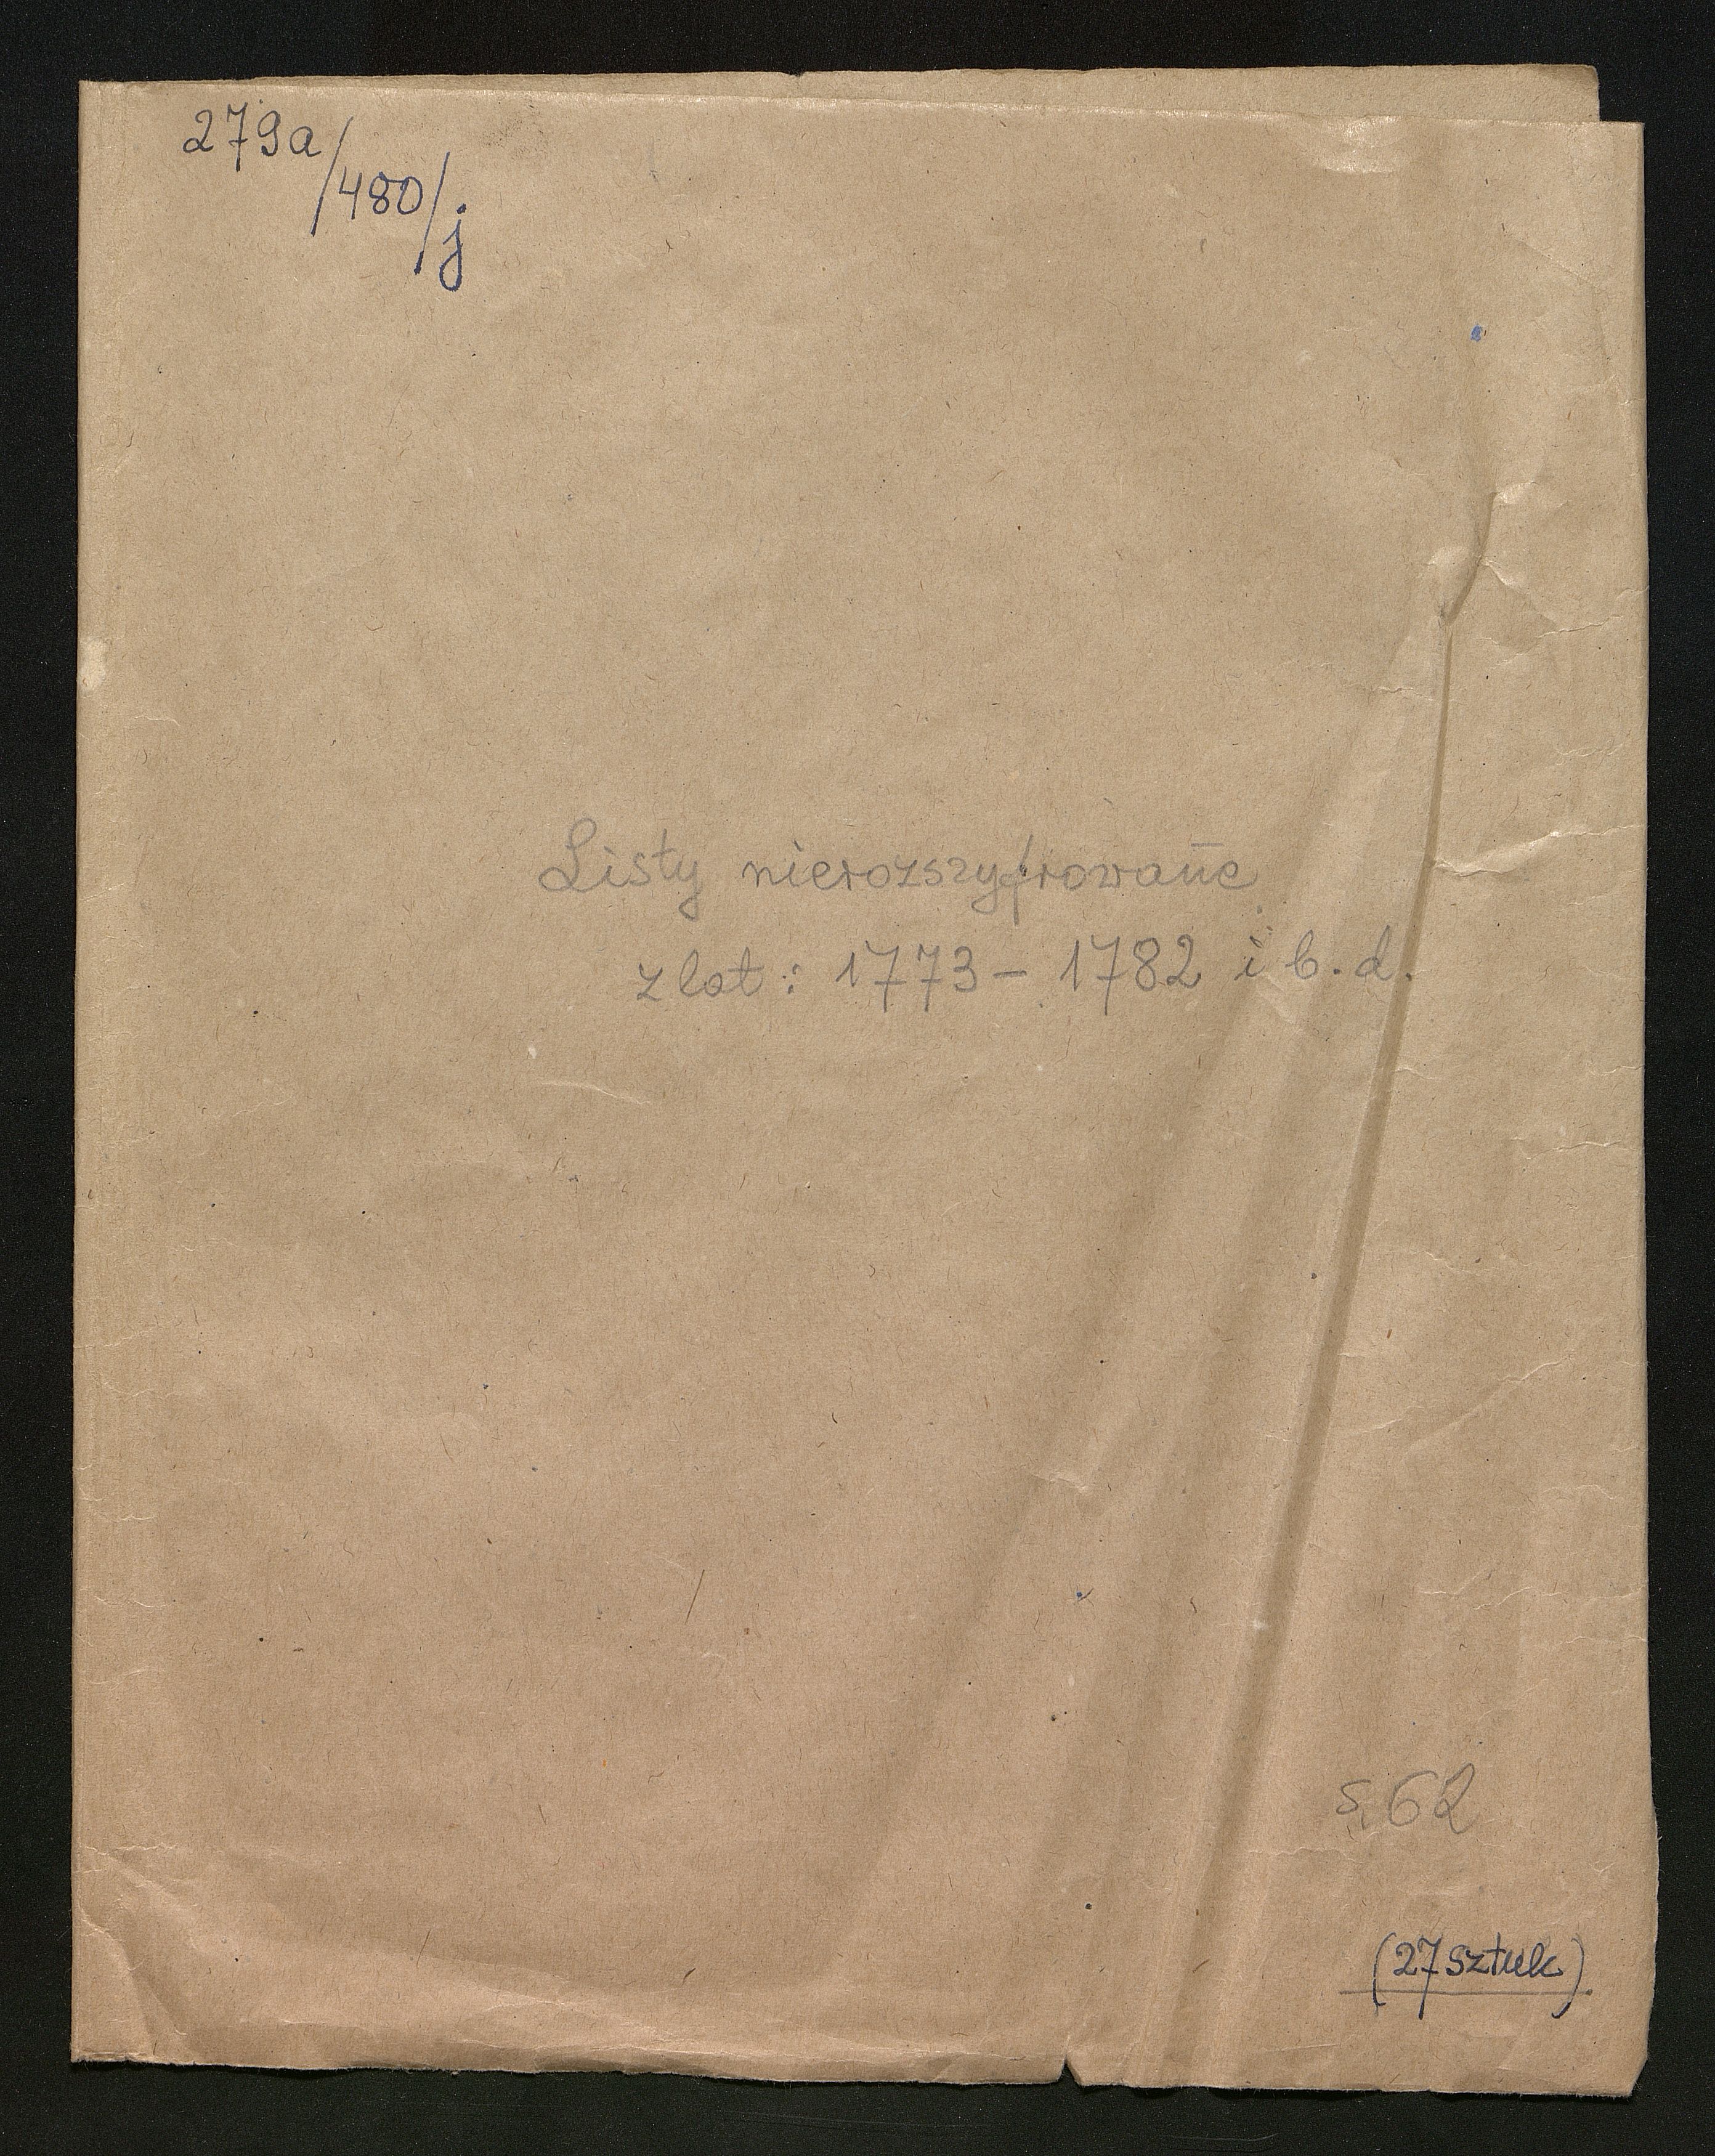 279a/480/j
Listy nierozszyfrowane
z lat: 1773 – 1782 i b.d.
s. 62
(27 sztuk)